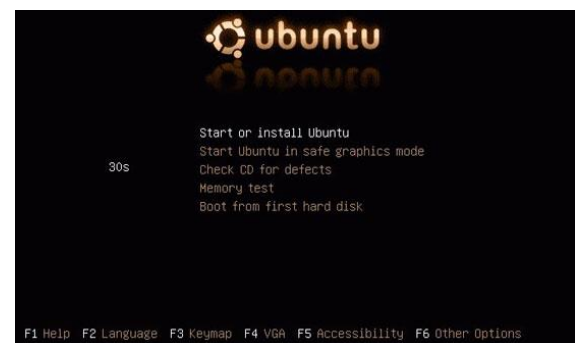 ubuntu
Start or install Ubuntu
Start Ubuntu in safe graphics mode
30s
Check CD for defects
Memory test
Boot from first hard disk
F1 Help F2 Language F3 Keymap F4 VGA F5 Accessibility F6 Other Options